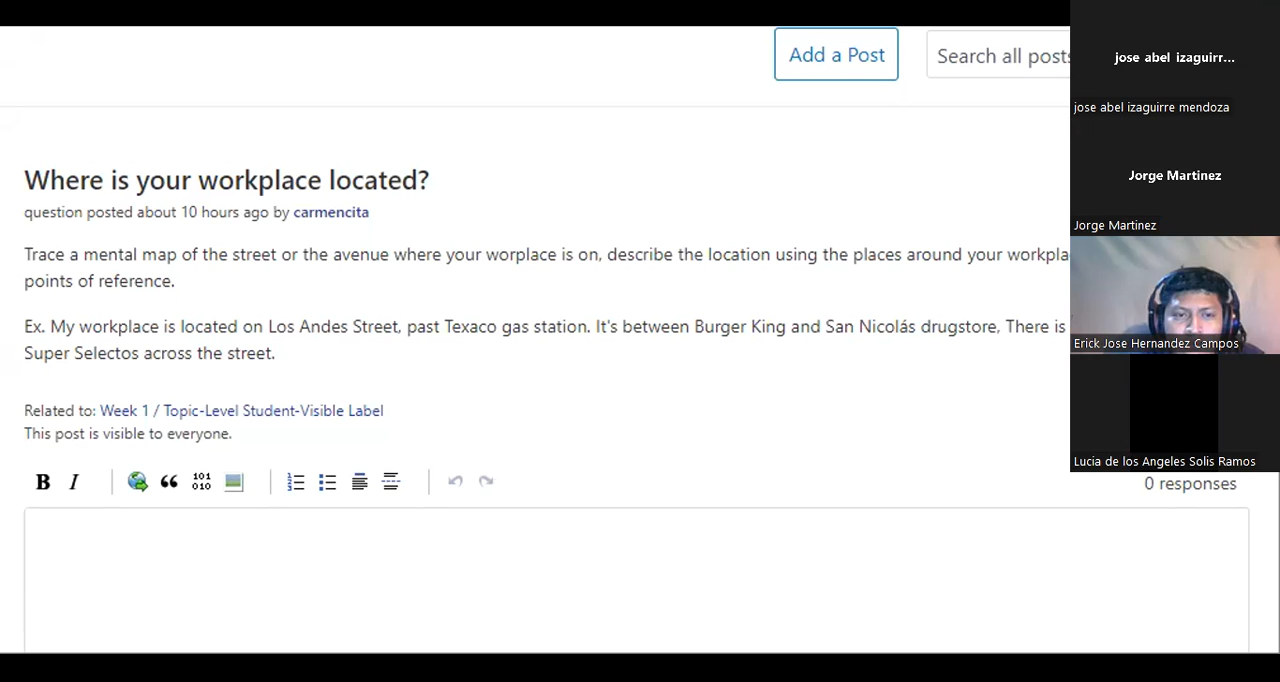 Add a Post
Search all posts
Where is your workplace located?
question posted about 10 hours ago by carmencita
Trace a mental map of the street or the avenue where your worplace is on, describe the location using the places around your workpla
points of reference.
Ex. My workplace is located on Los Andes Street, past Texaco gas station. It's between Burger King and San Nicolás drugstore, There is
Super Selectos across the street.
Related to: Week 1 / Topic-Level Student-Visible Label
This post is visible to everyone.
B I 101 010
0 responses
jose abel izaguirr...
jose abel izaguirre mendoza
Jorge Martinez
Jorge Martinez
Erick Jose Hernandez Campos
Lucia de los Angeles Solis Ramos